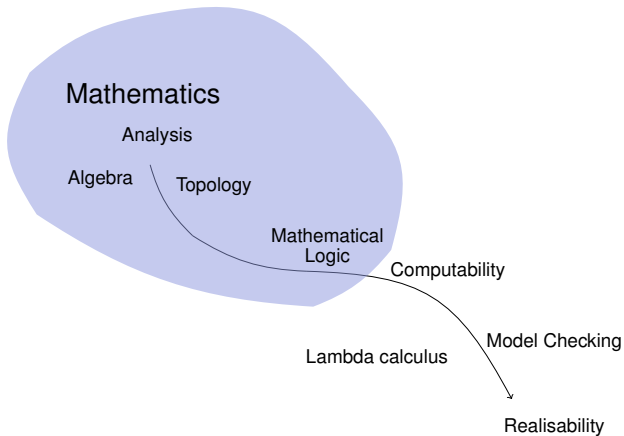 Mathematics
Analysis
Algebra
Topology
Mathematical
Logic
Computability
Model Checking
Lambda calculus
Realisability